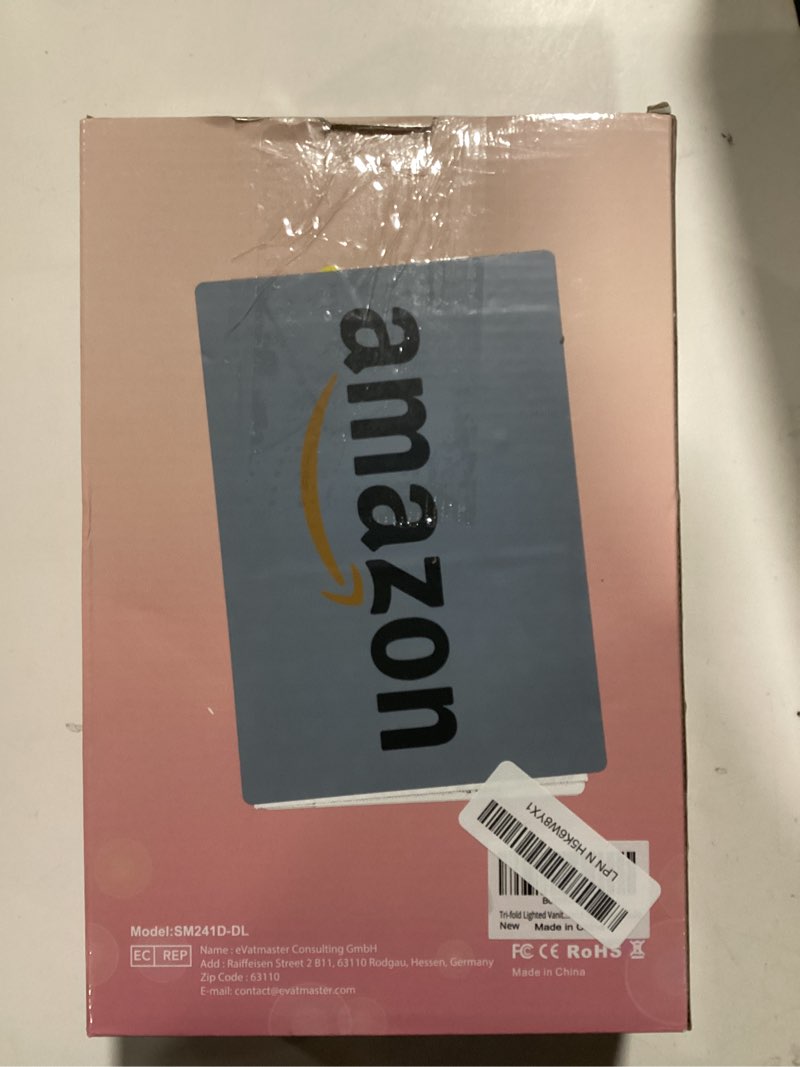 amazon
LPN N H5K6W8YX1
Tri-fold Lighted Vanit...
New Made in
Model:SM241D-DL
EC REP
Name : eVatmaster Consulting GmbH
Add : Raiffeisen Street 2 B11, 63110 Rodgau, Hessen, Germany
Zip Code : 63110
E-mail: contact@evatmaster.com
FC CE RoHS
Made in China